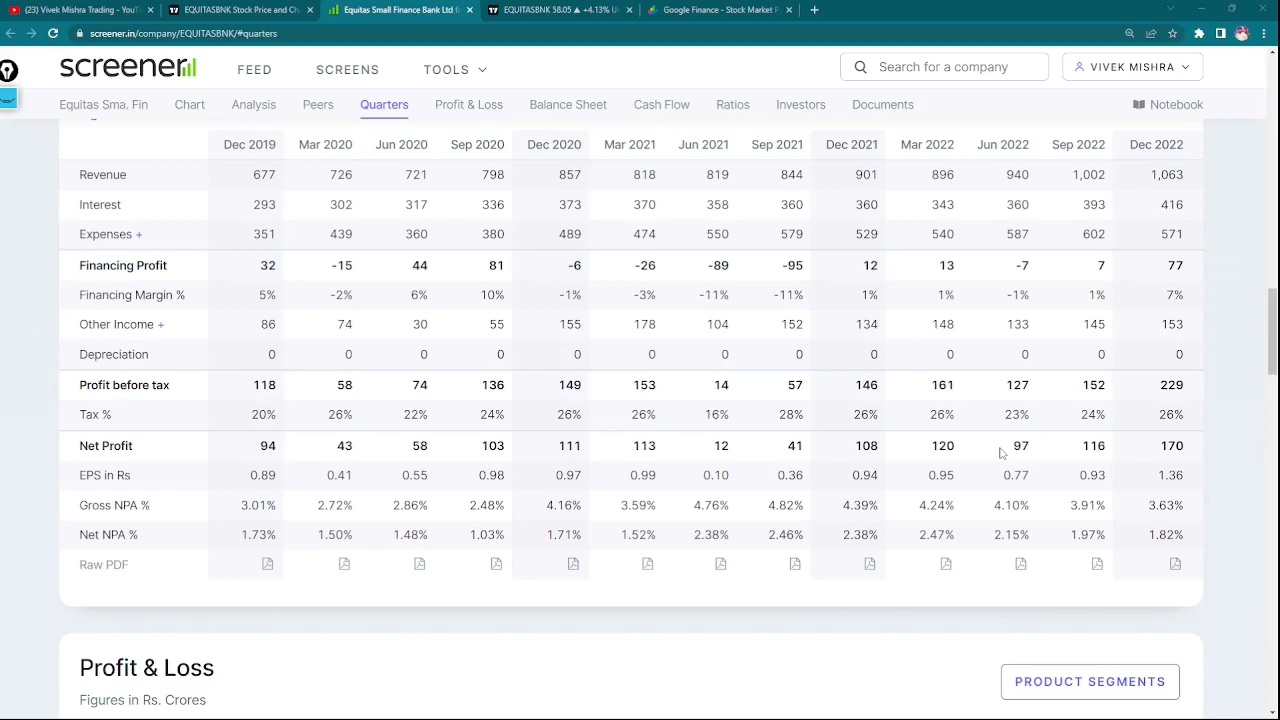 (23) Vivek Mishra Trading - YouT
EQUITASBNK Stock Price and Ch
Equitas Small Finance Bank Ltd
EQUITASBNK 58.05 ▲ +4.13% U
Google Finance - Stock Market P
screener.in/company/EQUITASBNK/#quarters
screener FEED SCREENS TOOLS Search for a company VIVEK MISHRA
Equitas Sma. Fin Chart Analysis Peers Quarters Profit & Loss Balance Sheet Cash Flow Ratios Investors Documents Notebook
Dec 2019 Mar 2020 Jun 2020 Sep 2020 Dec 2020 Mar 2021 Jun 2021 Sep 2021 Dec 2021 Mar 2022 Jun 2022 Sep 2022 Dec 2022
Revenue 677 726 721 798 857 818 819 844 901 896 940 1,002 1,063
Interest 293 302 317 336 373 370 358 360 360 343 360 393 416
Expenses + 351 439 360 380 489 474 550 579 529 540 587 602 571
Financing Profit 32 -15 44 81 -6 -26 -89 -95 12 13 -7 7 77
Financing Margin % 5% -2% 6% 10% -1% -3% -11% -11% 1% 1% -1% 1% 7%
Other Income + 86 74 30 55 155 178 104 152 134 148 133 145 153
Depreciation 0 0 0 0 0 0 0 0 0 0 0 0 0
Profit before tax 118 58 74 136 149 153 14 57 146 161 127 152 229
Tax % 20% 26% 22% 24% 26% 26% 16% 28% 26% 26% 23% 24% 26%
Net Profit 94 43 58 103 111 113 12 41 108 120 97 116 170
EPS in Rs 0.89 0.41 0.55 0.98 0.97 0.99 0.10 0.36 0.94 0.95 0.77 0.93 1.36
Gross NPA % 3.01% 2.72% 2.86% 2.48% 4.16% 3.59% 4.76% 4.82% 4.39% 4.24% 4.10% 3.91% 3.63%
Net NPA % 1.73% 1.50% 1.48% 1.03% 1.71% 1.52% 2.38% 2.46% 2.38% 2.47% 2.15% 1.97% 1.82%
Raw PDF
Profit & Loss
PRODUCT SEGMENTS
Figures in Rs. Crores